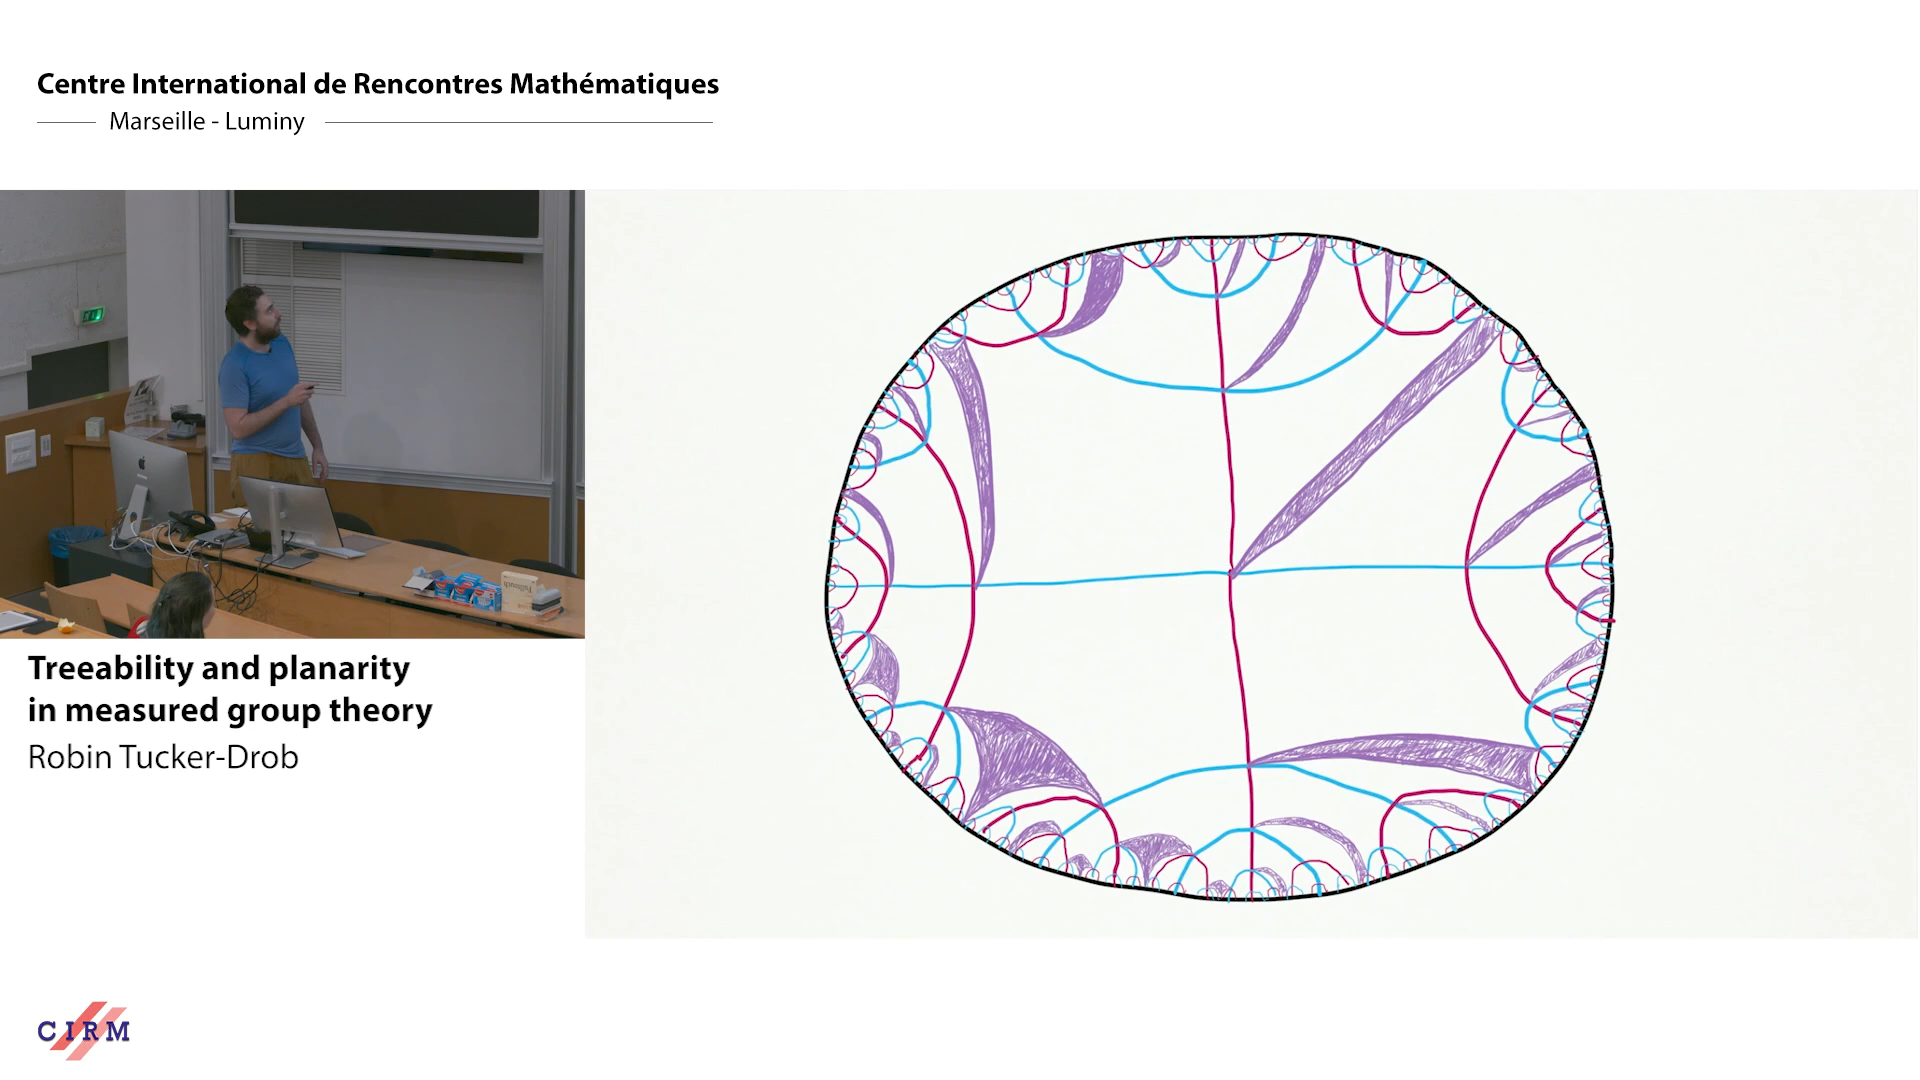 Centre International de Rencontres Mathématiques
Marseille - Luminy
Treeability and planarity
in measured group theory
Robin Tucker-Drob
CIRM